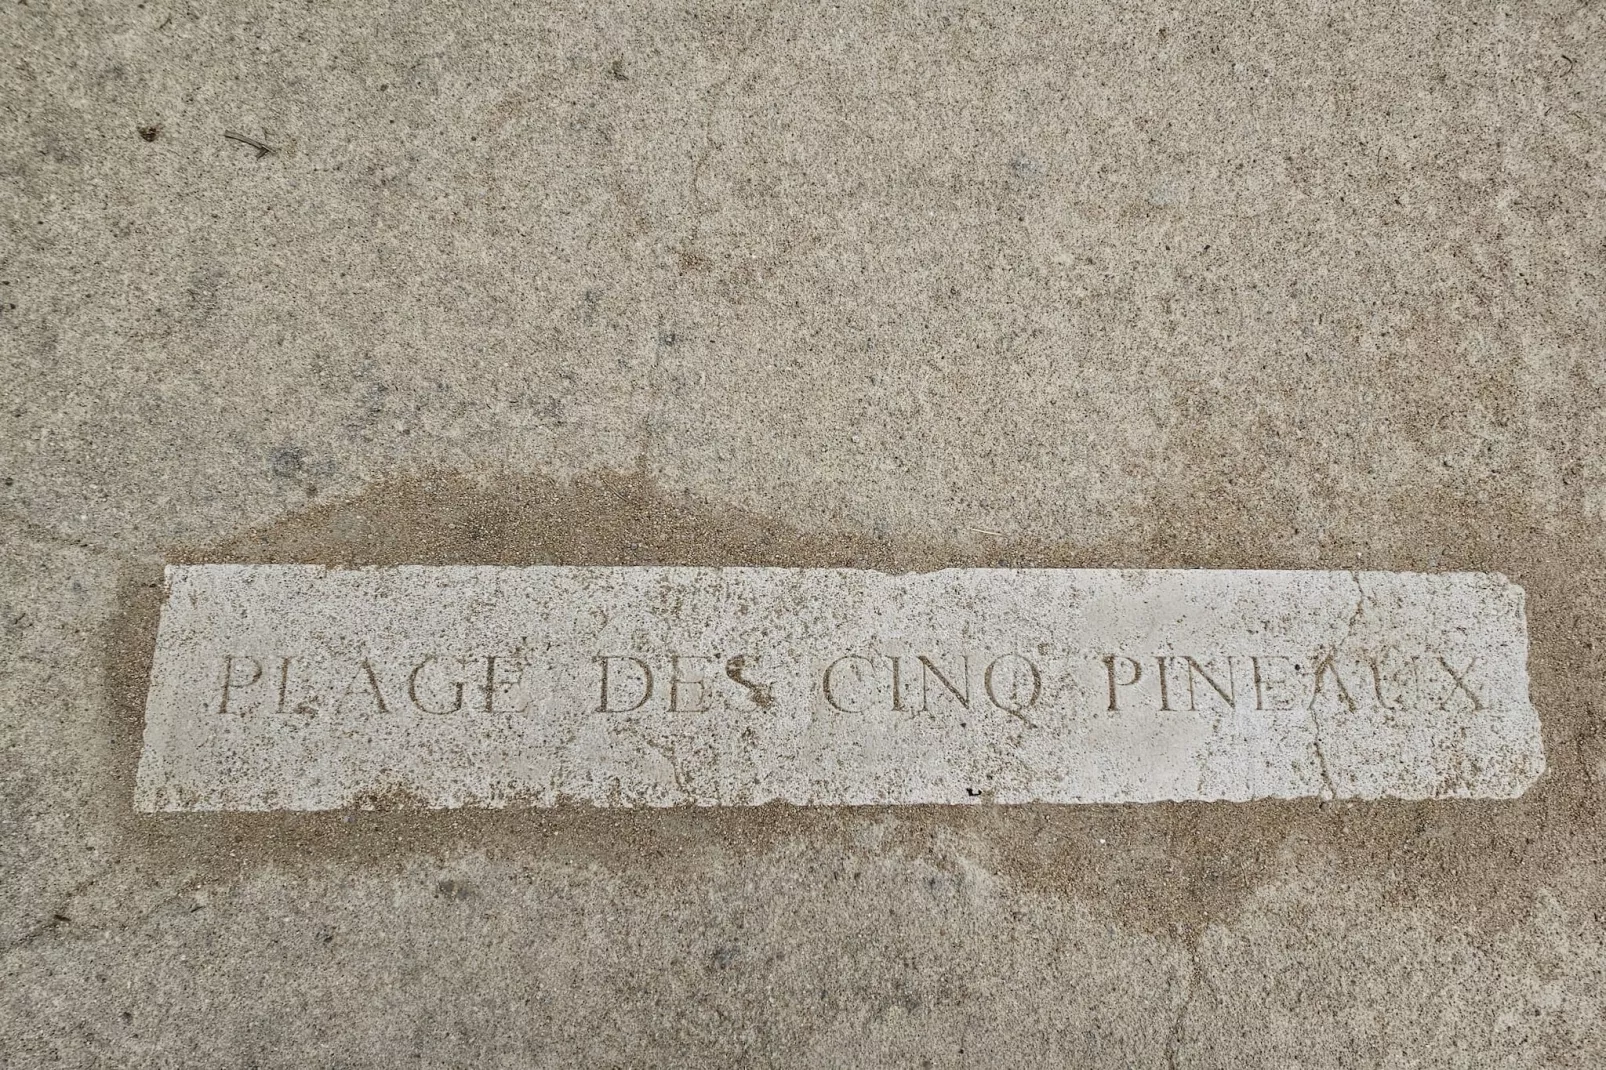 PLAGE DES CINQ PINEAUX